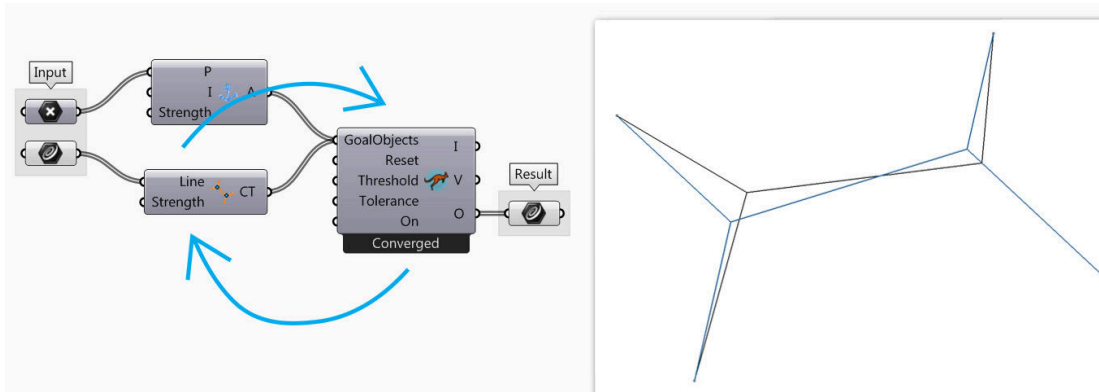 Input
P
I
A
Strength
Line
CT
Strength
GoalObjects
I
Reset
Threshold
V
Tolerance
O
On
Converged
Result